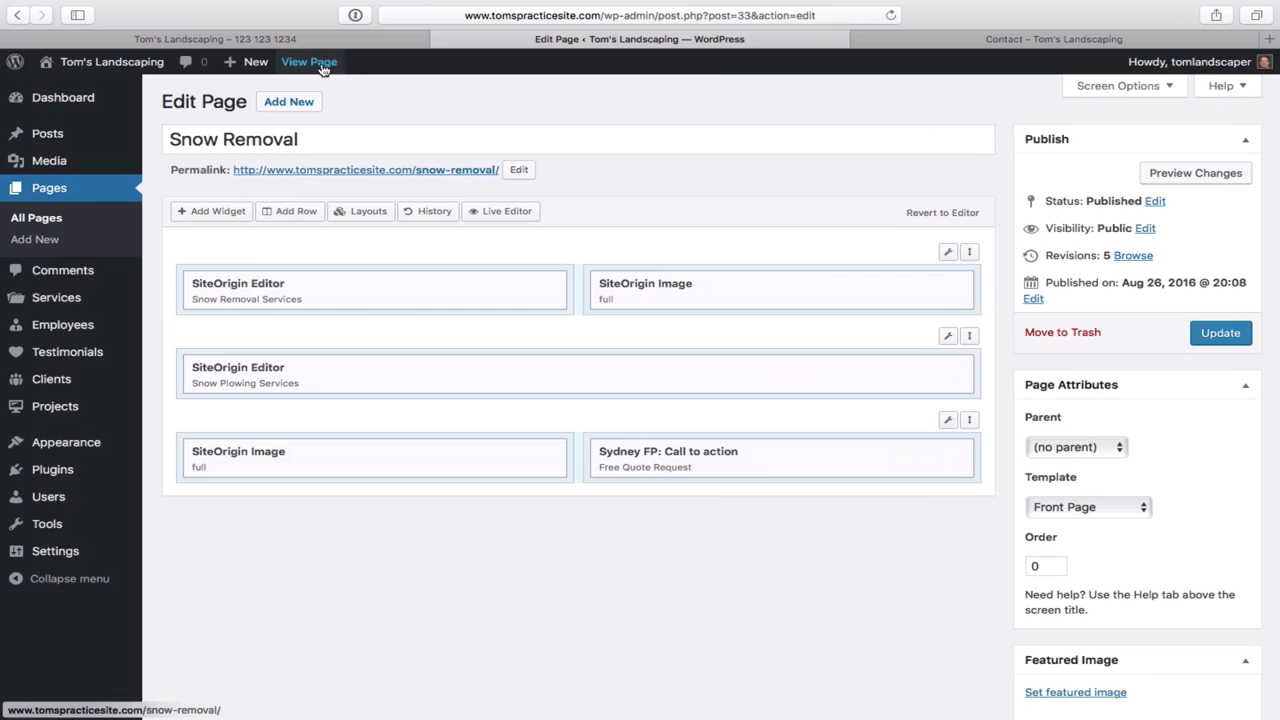 www.tomspracticesite.com/wp-admin/post.php?post=33&action=edit
Tom's Landscaping – 123 123 1234
Edit Page ‹ Tom's Landscaping — WordPress
Contact – Tom's Landscaping
Tom's Landscaping
0
New
View Page
Howdy, tomlandscaper
Dashboard
Posts
Media
Pages
All Pages
Add New
Comments
Services
Employees
Testimonials
Clients
Projects
Appearance
Plugins
Users
Tools
Settings
Collapse menu
Screen Options
Help
Edit Page
Add New
Snow Removal
Permalink: http://www.tomspracticesite.com/snow-removal/ Edit
Add Widget
Add Row
Layouts
History
Live Editor
Revert to Editor
SiteOrigin Editor
Snow Removal Services
SiteOrigin Image
full
SiteOrigin Editor
Snow Plowing Services
SiteOrigin Image
full
Sydney FP: Call to action
Free Quote Request
Publish
Preview Changes
Status: Published Edit
Visibility: Public Edit
Revisions: 5 Browse
Published on: Aug 26, 2016 @ 20:08
Edit
Move to Trash
Update
Page Attributes
Parent
(no parent)
Template
Front Page
Order
0
Need help? Use the Help tab above the
screen title.
Featured Image
Set featured image
www.tomspracticesite.com/snow-removal/